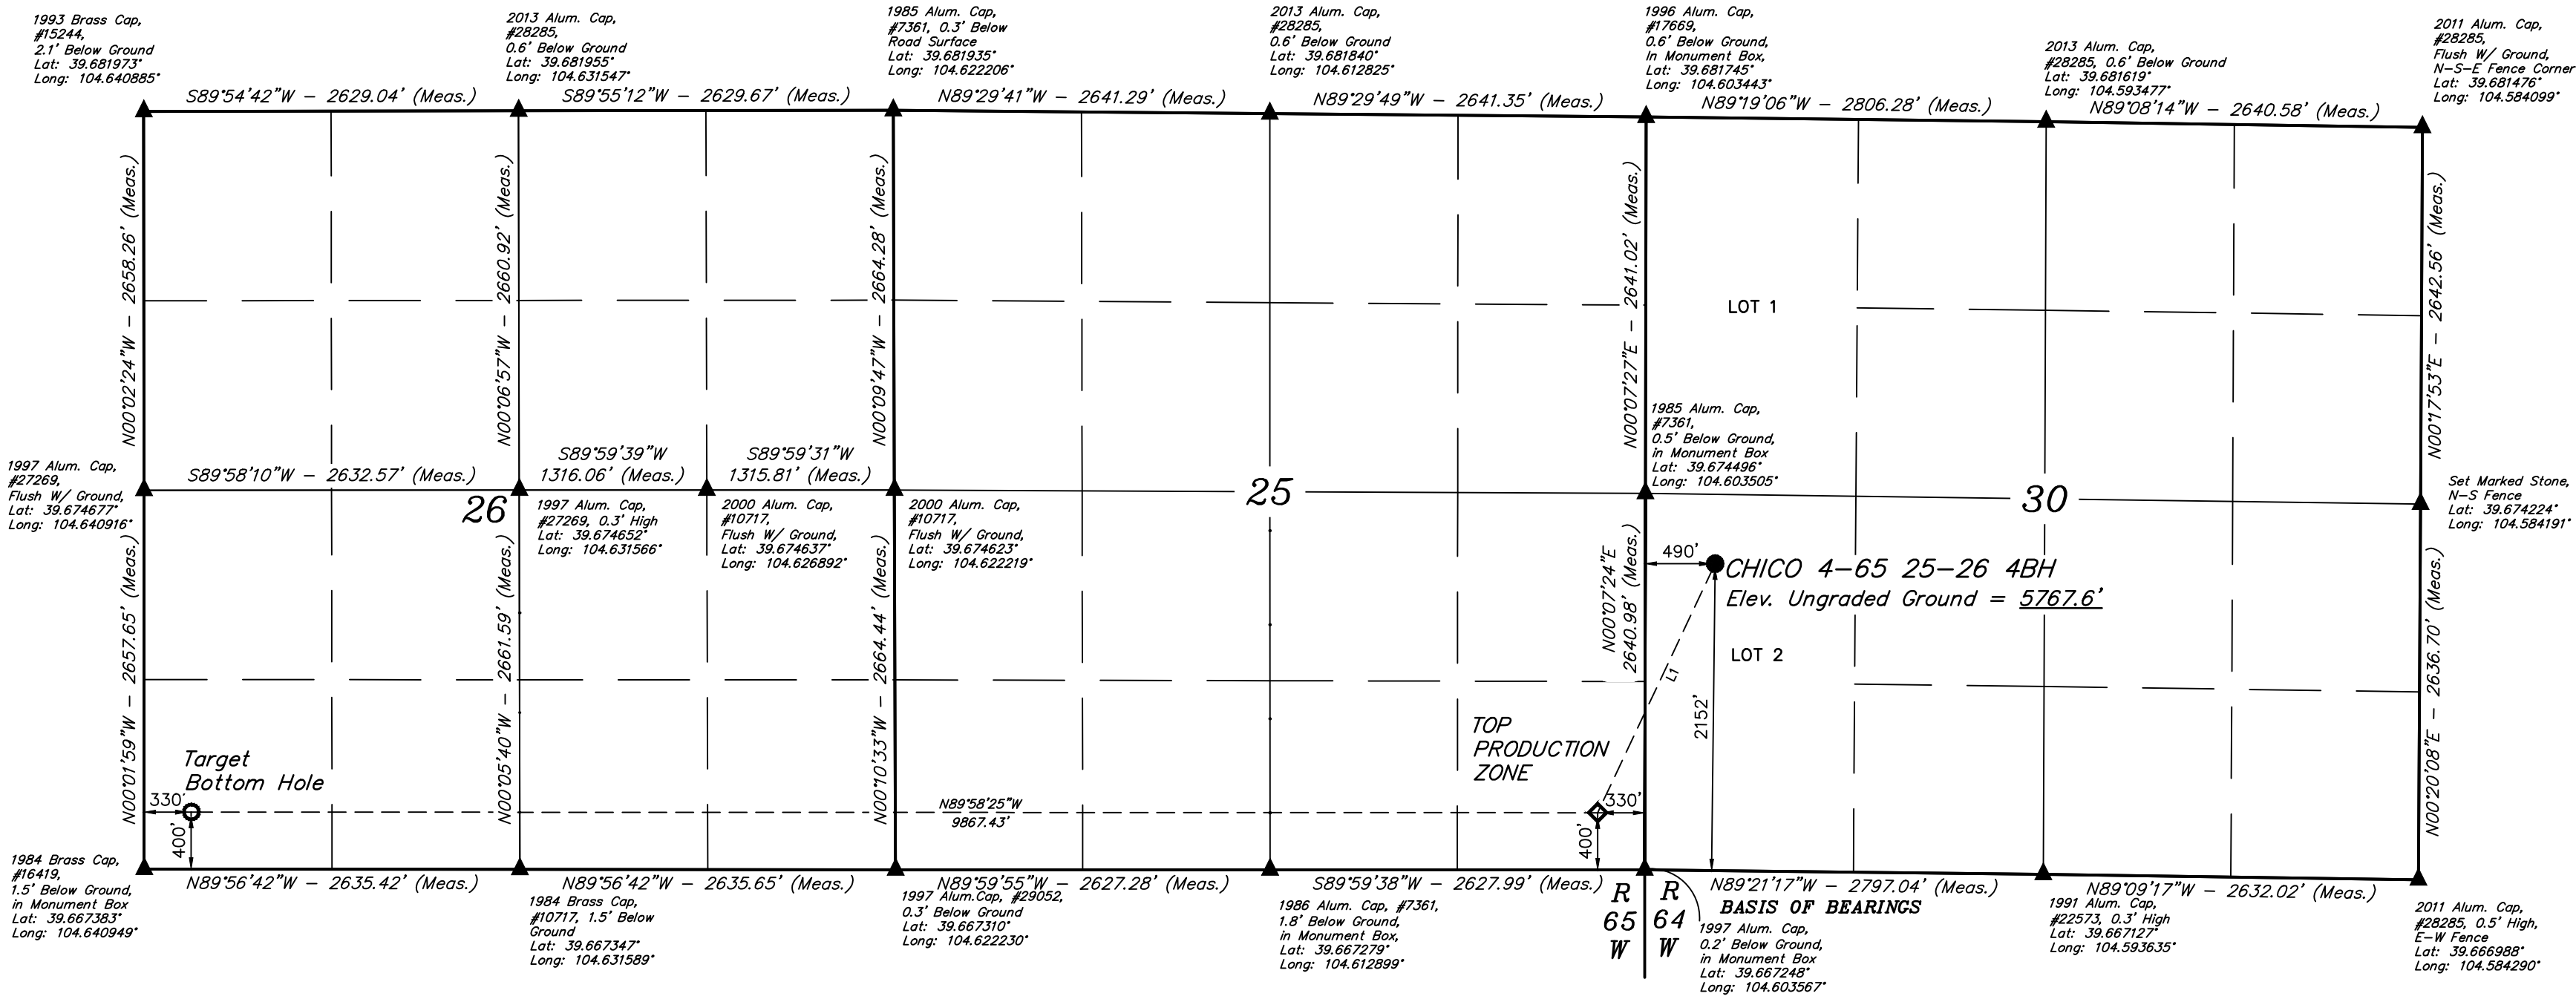 1993 Brass Cap,
#15244,
2.1' Below Ground
Lat: 39.681973°
Long: 104.640885°
2013 Alum. Cap,
#28285,
0.6' Below Ground
Lat: 39.681955°
Long: 104.631547°
1985 Alum. Cap,
#7361, 0.3' Below
Road Surface
Lat: 39.681935°
Long: 104.622206°
2013 Alum. Cap,
#28285,
0.6' Below Ground
Lat: 39.681840°
Long: 104.612825°
1996 Alum. Cap,
#17669,
0.6' Below Ground,
In Monument Box,
Lat: 39.681745°
Long: 104.603443°
2013 Alum. Cap,
#28285, 0.6' Below Ground
Lat: 39.681619°
Long: 104.593477°
2011 Alum. Cap,
#28285,
Flush W/ Ground,
N-S-E Fence Corner
Lat: 39.681476°
Long: 104.584099°
S89°54'42"W - 2629.04' (Meas.)
S89°55'12"W - 2629.67' (Meas.)
N89°29'41"W - 2641.29' (Meas.)
N89°29'49"W - 2641.35' (Meas.)
N89°19'06"W - 2806.28' (Meas.)
N89°08'14"W - 2640.58' (Meas.)
N00°02'24"W - 2658.26' (Meas.)
N00°06'57"W - 2660.92' (Meas.)
N00°09'47"W - 2664.28' (Meas.)
N00°07'27"E - 2641.02' (Meas.)
N00°17'53"E - 2642.56' (Meas.)
LOT 1
1985 Alum. Cap,
#7361,
0.5' Below Ground,
in Monument Box
Lat: 39.674496°
Long: 104.603505°
1997 Alum. Cap,
#27269,
Flush W/ Ground,
Lat: 39.674677°
Long: 104.640916°
S89°58'10"W - 2632.57' (Meas.)
S89°59'39"W
1316.06' (Meas.)
S89°59'31"W
1315.81' (Meas.)
26
25
30
1997 Alum. Cap,
#27269, 0.3' High
Lat: 39.674652°
Long: 104.631566°
2000 Alum. Cap,
#10717,
Flush W/ Ground,
Lat: 39.674637°
Long: 104.626892°
2000 Alum. Cap,
#10717,
Flush W/ Ground,
Lat: 39.674623°
Long: 104.622219°
Set Marked Stone,
N-S Fence
Lat: 39.674224°
Long: 104.584191°
N00°01'59"W - 2657.65' (Meas.)
N00°05'40"W - 2661.59' (Meas.)
N00°10'33"W - 2664.44' (Meas.)
N00°07'24"E
2640.98' (Meas.)
N00°20'08"E - 2636.70' (Meas.)
490'
CHICO 4-65 25-26 4BH
Elev. Ungraded Ground = 5767.6'
LOT 2
L1
2152'
TOP
PRODUCTION
ZONE
Target
Bottom Hole
330'
400'
N89°58'25"W
9867.43'
330'
400'
1984 Brass Cap,
#16419,
1.5' Below Ground,
in Monument Box
Lat: 39.667383°
Long: 104.640949°
N89°56'42"W - 2635.42' (Meas.)
N89°56'42"W - 2635.65' (Meas.)
N89°59'55"W - 2627.28' (Meas.)
S89°59'38"W - 2627.99' (Meas.)
N89°21'17"W - 2797.04' (Meas.)
BASIS OF BEARINGS
N89°09'17"W - 2632.02' (Meas.)
1984 Brass Cap,
#10717, 1.5' Below
Ground
Lat: 39.667347°
Long: 104.631589°
1997 Alum.Cap, #29052,
0.3' Below Ground
Lat: 39.667310°
Long: 104.622230°
1986 Alum. Cap, #7361,
1.8' Below Ground,
in Monument Box,
Lat: 39.667279°
Long: 104.612899°
R R
65 64
W W
1997 Alum. Cap,
0.2' Below Ground,
in Monument Box
Lat: 39.667248°
Long: 104.603567°
1991 Alum. Cap,
#22573, 0.3' High
Lat: 39.667127°
Long: 104.593635°
2011 Alum. Cap,
#28285, 0.5' High,
E-W Fence
Lat: 39.666988°
Long: 104.584290°